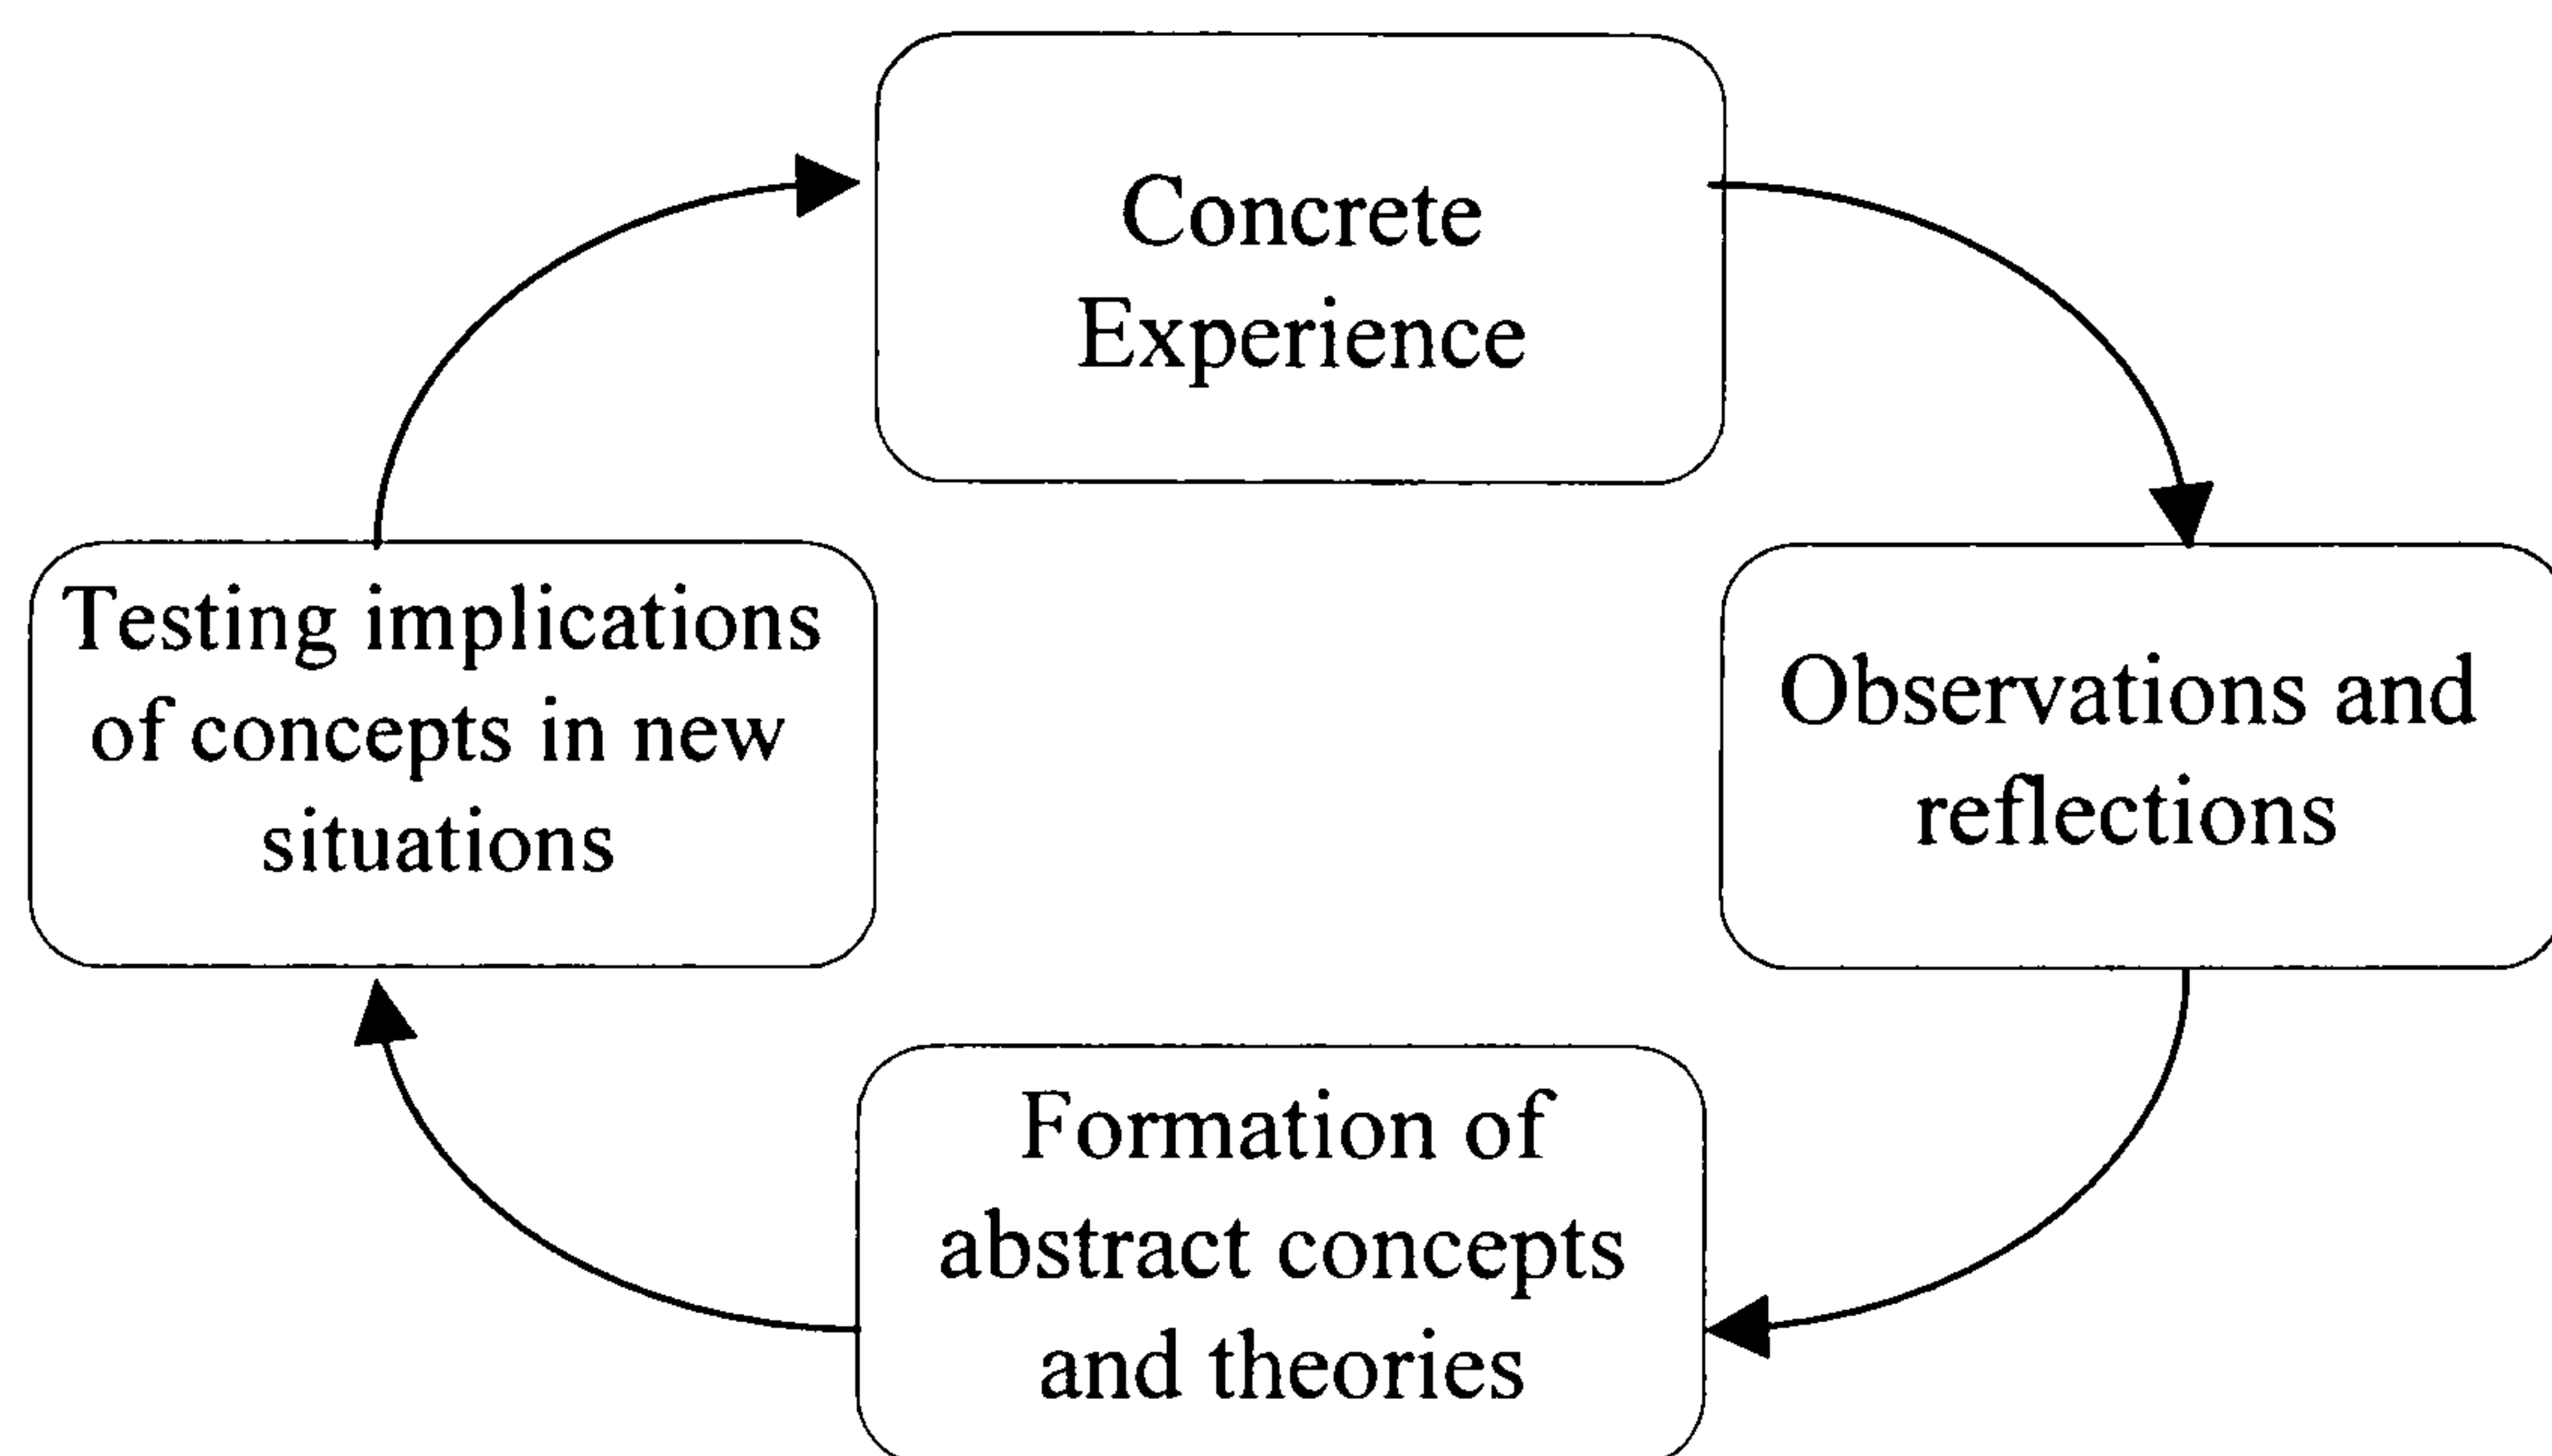 Concrete
Experience
Observations and
reflections
Formation of
abstract concepts
and theories
Testing implications
of concepts in new
situations